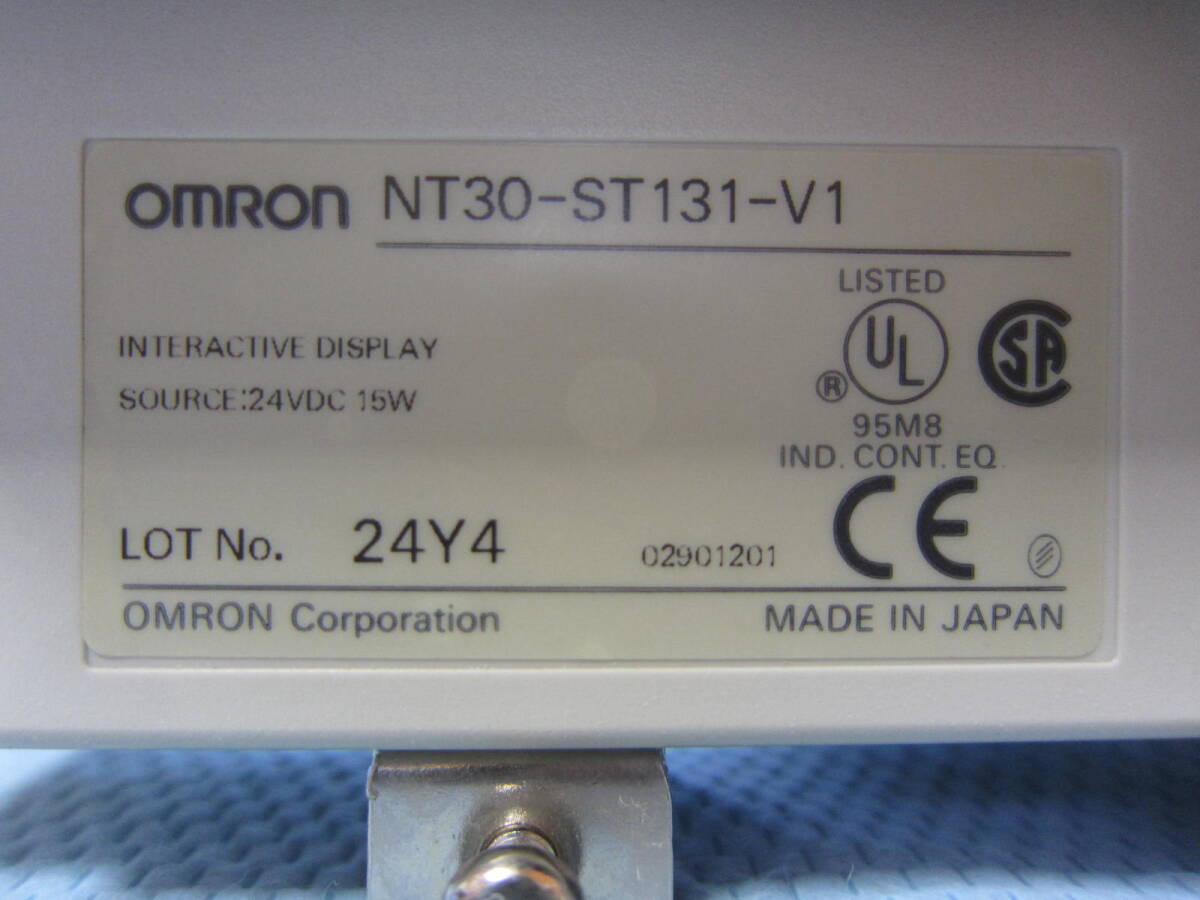 OMRON NT30-ST131-V1
LISTED
UL
SA
®
95M8
IND. CONT. EQ.
INTERACTIVE DISPLAY
SOURCE:24VDC 15W
LOT No. 24Y4 02901201 CE
OMRON Corporation MADE IN JAPAN